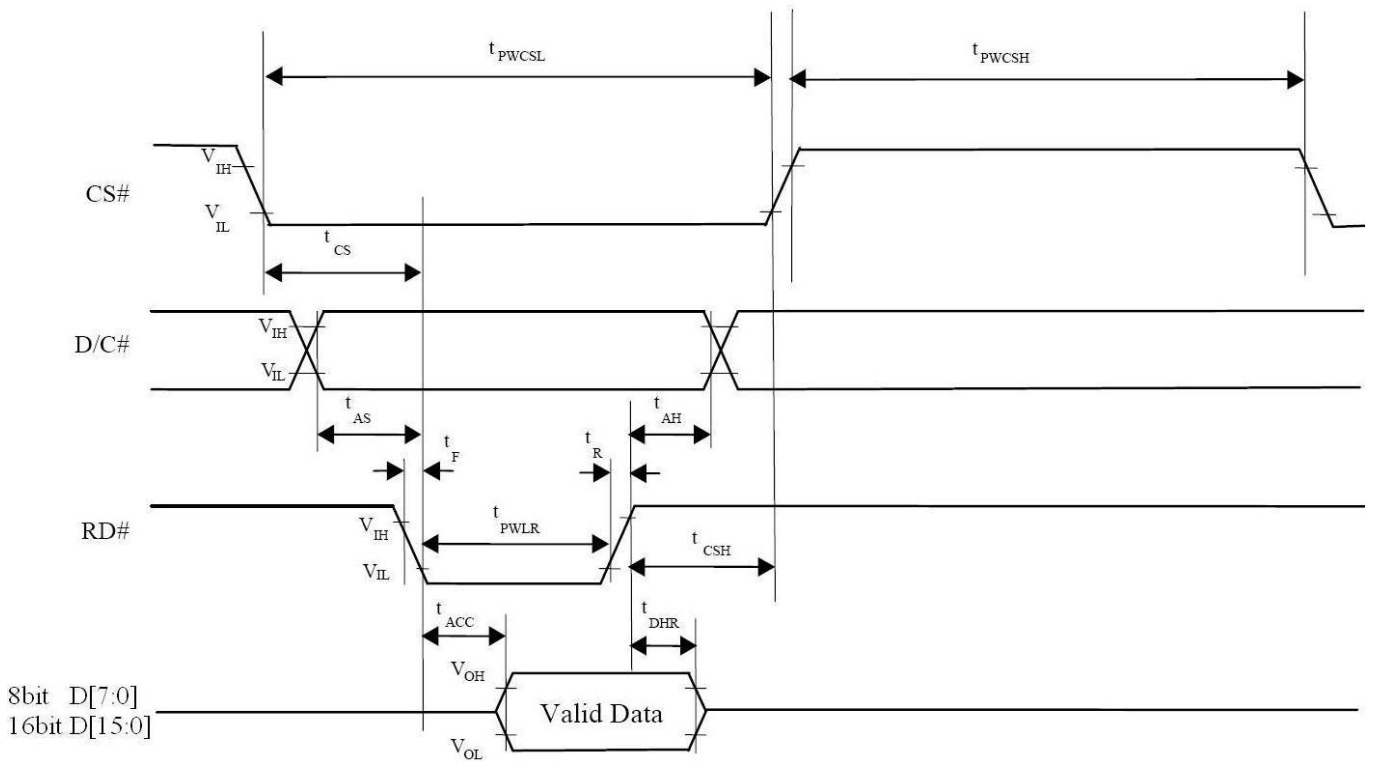 t PWCSL
t PWCSH
V IH
CS#
V IL
t CS
V IH
D/C#
V IL
t AS
t AH
t F
t R
RD#
V IH
t PWLR
t CSH
V IL
t ACC
t DHR
V OH
8bit D[7:0]
Valid Data
16bit D[15:0]
V OL